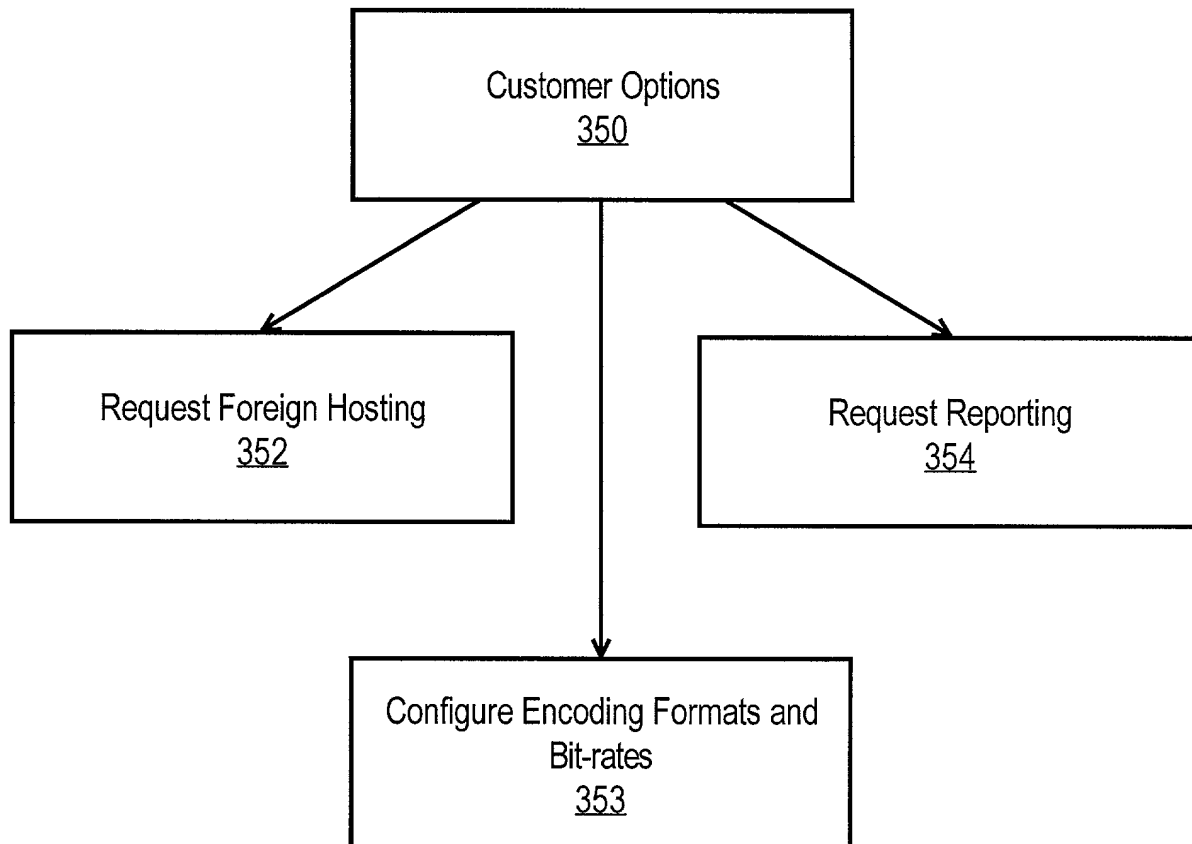 Customer Options
350
Request Foreign Hosting
352
Request Reporting
354
Configure Encoding Formats and
Bit-rates
353